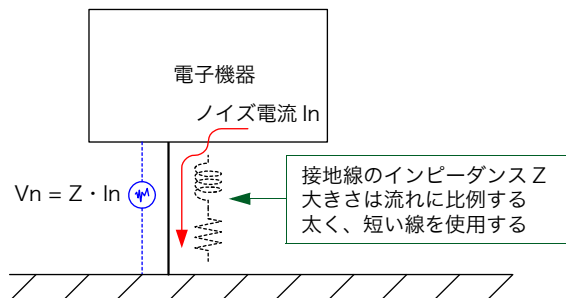 電子機器
ノイズ電流 In
Vn = Z・In
接地線のインピーダンス Z
大きさは流れに比例する
太く、短い線を使用する